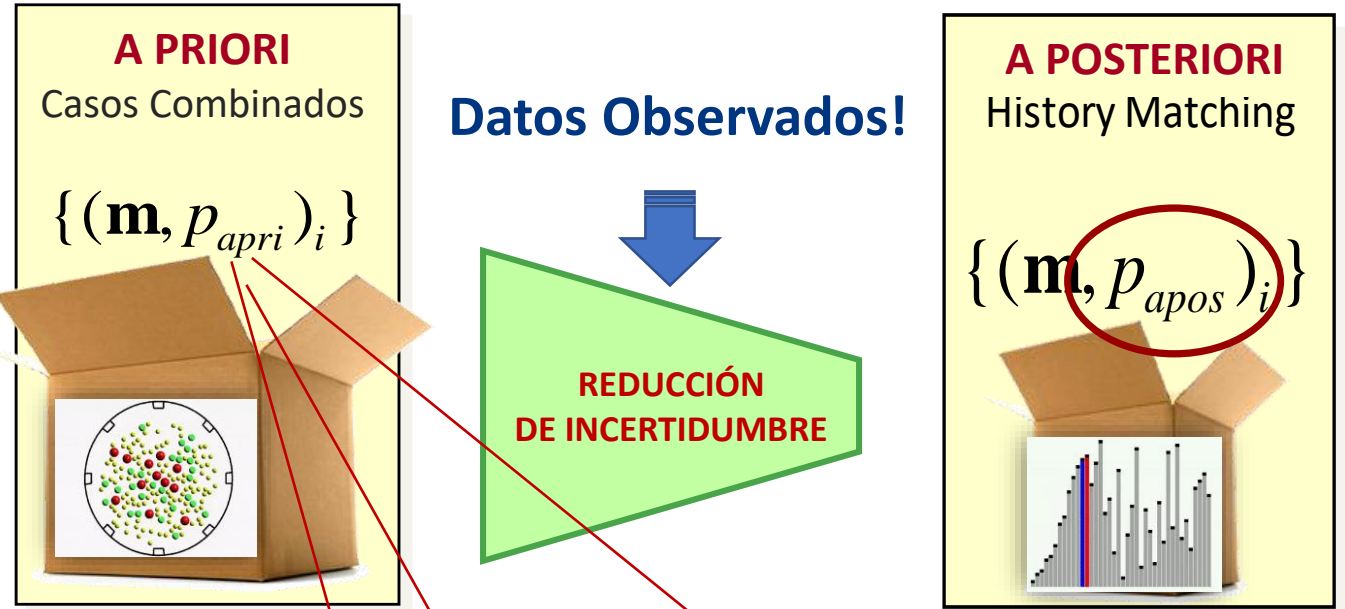 A PRIORI
Casos Combinados
{(m, p_apri)_i}
Datos Observados!
REDUCCIÓN
DE INCERTIDUMBRE
A POSTERIORI
History Matching
{(m, p_apos)_i}